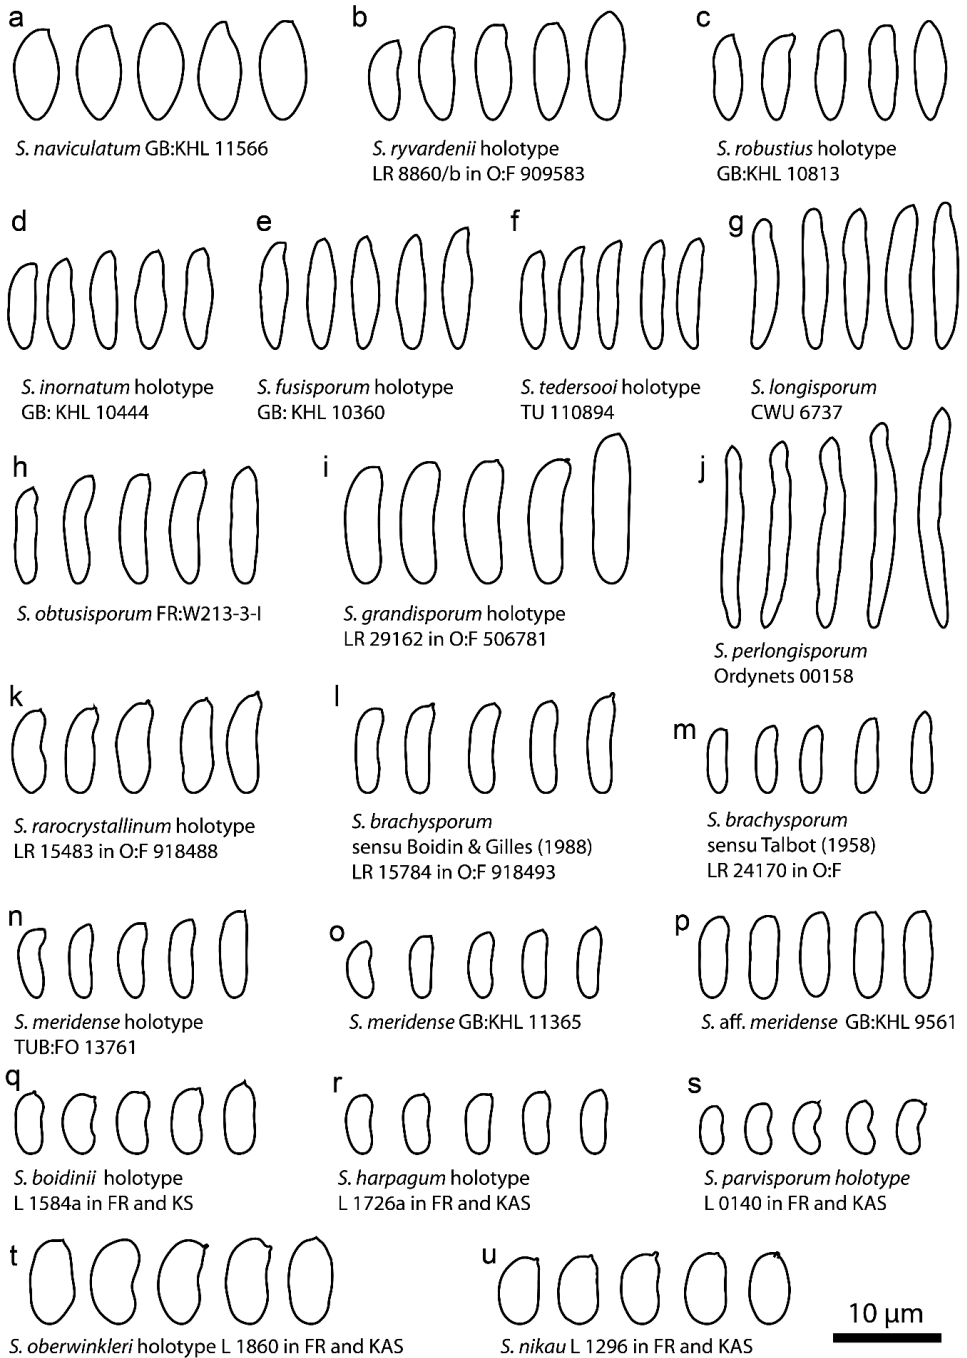 a
b
c
S. naviculatum GB:KHL 11566
S. ryvardenii holotype
LR 8860/b in O:F 909583
S. robustius holotype
GB:KHL 10813
d
e
f
g
S. inornatum holotype
GB: KHL 10444
S. fusisporum holotype
GB: KHL 10360
S. tedersooi holotype
TU 110894
S. longisporum
CWU 6737
h
i
j
S. obtusisporum FR:W213-3-I
S. grandisporum holotype
LR 29162 in O:F 506781
S. perlongisporum
Ordynets 00158
k
l
m
S. rarocrystallinum holotype
LR 15483 in O:F 918488
S. brachysporum
sensu Boidin & Gilles (1988)
LR 15784 in O:F 918493
S. brachysporum
sensu Talbot (1958)
LR 24170 in O:F
n
o
p
S. meridense holotype
TUB:FO 13761
S. meridense GB:KHL 11365
S. aff. meridense GB:KHL 9561
q
r
s
S. boidinii holotype
L 1584a in FR and KS
S. harpagum holotype
L 1726a in FR and KAS
S. parvisporum holotype
L 0140 in FR and KAS
t
u
S. oberwinkleri holotype L 1860 in FR and KAS
S. nikau L 1296 in FR and KAS
10 µm